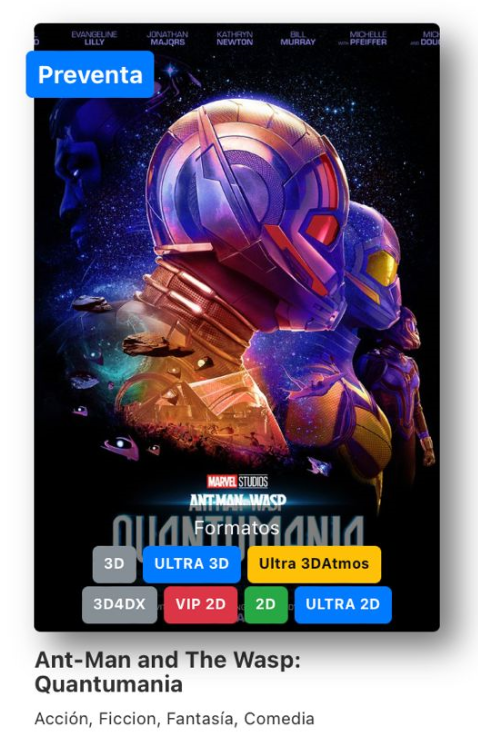 EVANGELINE LILLY
JONATHAN MAJORS
KATHRYN NEWTON
BILL MURRAY
WITH MICHELLE PFEIFFER
AND
Preventa
MARVEL STUDIOS
ANT-MAN AND THE WASP
QUANTUMANIA
Formatos
3D
ULTRA 3D
Ultra 3DAtmos
3D4DX
VIP 2D
2D
ULTRA 2D
Ant-Man and The Wasp:
Quantumania
Acción, Ficcion, Fantasía, Comedia